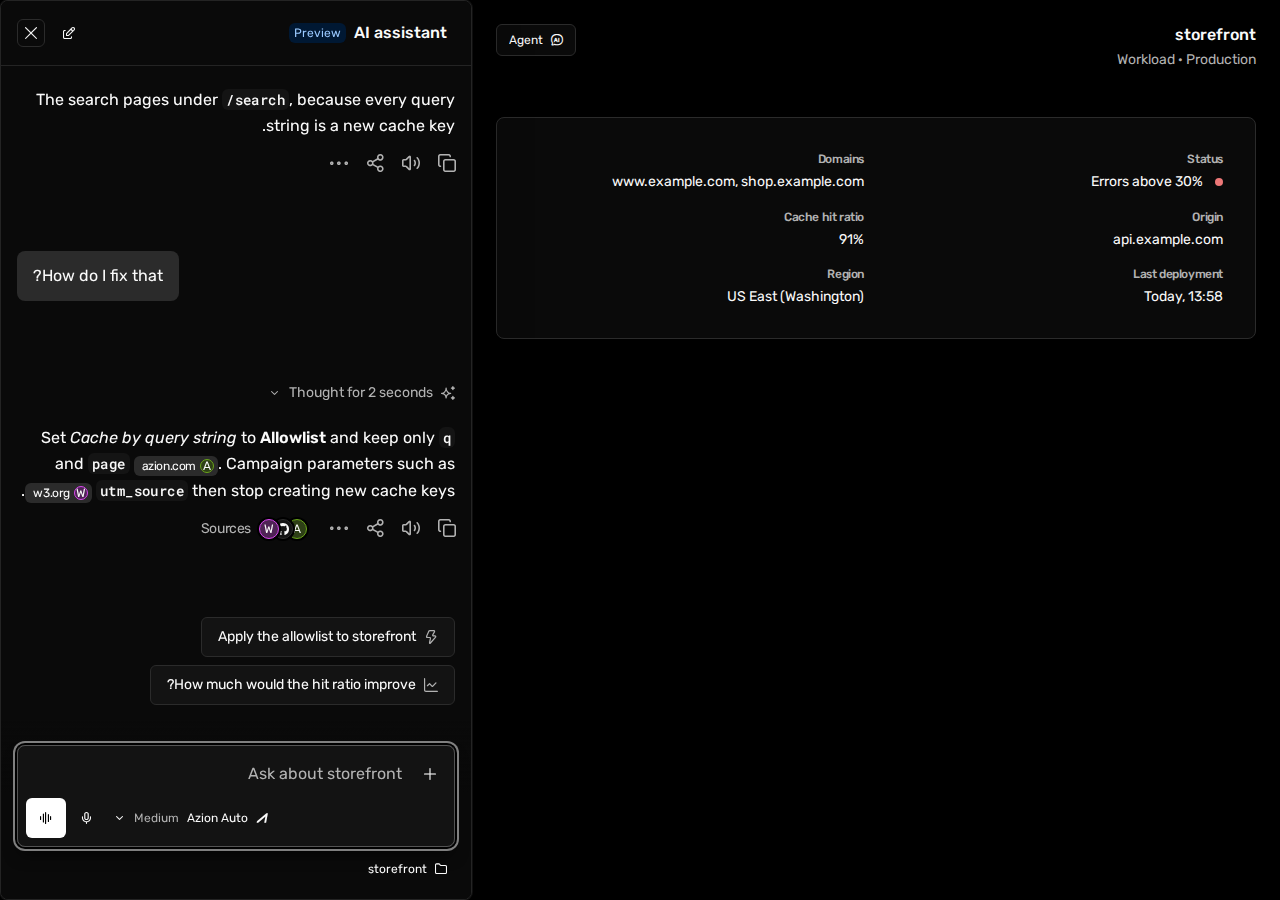 AI assistant Preview
The search pages under /search, because every query
.string is a new cache key
?How do I fix that
Thought for 2 seconds
Set Cache by query string to Allowlist and keep only q
and page azion.com A. Campaign parameters such as
.w3.org W utm_source then stop creating new cache keys
Sources W A
Apply the allowlist to storefront
?How much would the hit ratio improve
Ask about storefront
Medium Azion Auto
storefront
Agent AI
storefront
Workload • Production
Status
Errors above 30%
Domains
www.example.com, shop.example.com
Origin
api.example.com
Cache hit ratio
91%
Last deployment
Today, 13:58
Region
US East (Washington)